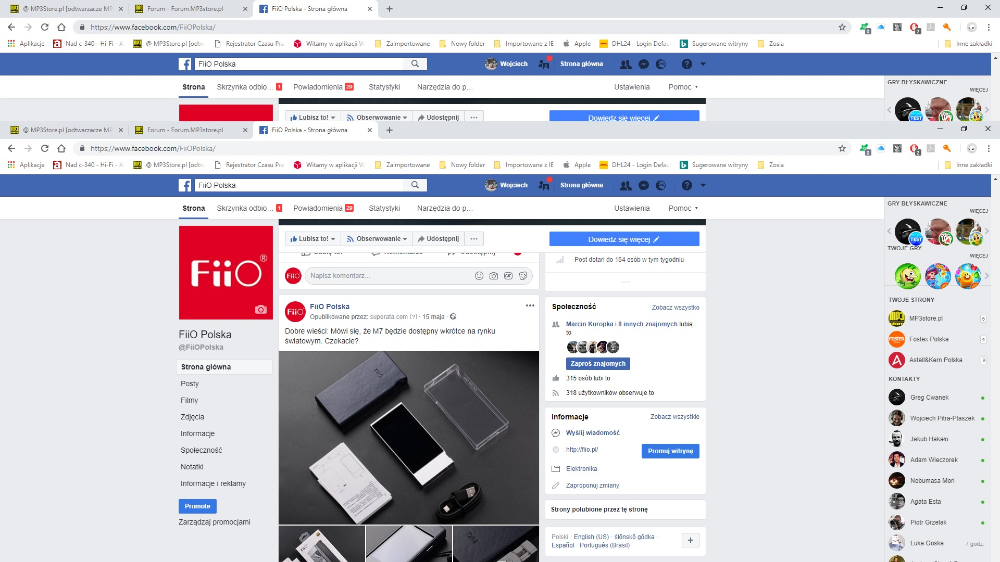 @ MP3Store.pl [odtwarzacze MP
Forum - Forum.MP3store.pl
FiiO Polska - Strona główna
https://www.facebook.com/FiiOPolska/
0
2
Aplikacje
Nad c-340 - Hi-Fi - A
@ MP3Store.pl [odtw
Rejestrator Czasu Pra
Witamy w aplikacji W
Zaimportowane
Nowy folder
Importowane z IE
Apple
DHL24 - Login Defau
Sugerowane witryny
Zosia
Inne zakładki
FiiO Polska
Wojciech
Strona główna
Strona
Skrzynka odbio... 1
Powiadomienia 29
Statystyki
Narzędzia do p...
Ustawienia
Pomoc
GRY BŁYSKAWICZNE
WIĘCEJ
TEST
Lubisz to!
Obserwowanie
Udostępnij
Dowiedz się więcej
@ MP3Store.pl [odtwarzacze MP
Forum - Forum.MP3store.pl
FiiO Polska - Strona główna
https://www.facebook.com/FiiOPolska/
0
2
Aplikacje
Nad c-340 - Hi-Fi - A
@ MP3Store.pl [odtw
Rejestrator Czasu Pra
Witamy w aplikacji W
Zaimportowane
Nowy folder
Importowane z IE
Apple
DHL24 - Login Defau
Sugerowane witryny
Zosia
Inne zakładki
FiiO Polska
Wojciech
Strona główna
Strona
Skrzynka odbio... 1
Powiadomienia 29
Statystyki
Narzędzia do p...
Ustawienia
Pomoc
FiiO®
FiiO Polska
@FiiOPolska
Strona główna
Posty
Filmy
Zdjęcia
Informacje
Społeczność
Notatki
Informacje i reklamy
Promote
Zarządzaj promocjami
Lubisz to!
Obserwowanie
Udostępnij
Dowiedz się więcej
FiiO
Napisz komentarz...
GIF
FiiO
FiiO Polska
Opublikowane przez: superata.com [?] · 15 maja ·
Dobre wieści: Mówi się, że M7 będzie dostępny wkrótce na rynku
światowym. Czekacie?
FiiO
FiiO
FiiO
Post dotarł do 164 osób w tym tygodniu
Społeczność
Zobacz wszystko
Marcin Kuropka i 8 innych znajomych lubią
to
Zaproś znajomych
315 osób lubi to
318 użytkowników obserwuje to
Informacje
Zobacz wszystkie
Wyślij wiadomość
http://fiio.pl/
Promuj witrynę
Elektronika
Zaproponuj zmiany
Strony polubione przez tę stronę
Polski · English (US) · ślōnskŏ gŏdka ·
Español · Português (Brasil)
GRY BŁYSKAWICZNE
WIĘCEJ
TEST
TWOJE GRY
WIĘCEJ
TWOJE STRONY
MP3store.pl 5
FOSTEX
Fostex Polska 4
Astell&Kern Polska 9
KONTAKTY
Greg Cwanek
Wojciech Pitra-Ptaszek
Jakub Hakało
Adam Wieczorek
Nobumasa Mori
Agata Esta
Piotr Grzelak
Luka Goska 7 godz.